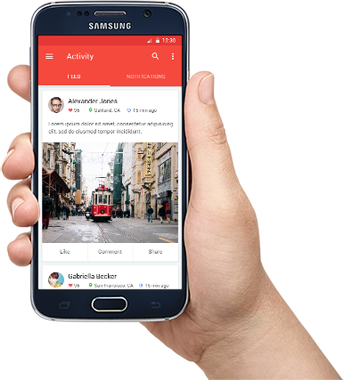 SAMSUNG
12:30
Activity
FEED NOTIFICATIONS
Alexander Jones
96 Oakland, CA 15 min ago
Lorem ipsum dolor sit amet, consectetur adipisicing
elit, sed do eiusmod tempor incididunt.
Like Comment Share
Gabriella Becker
96 San Francisco, CA 15 min ago